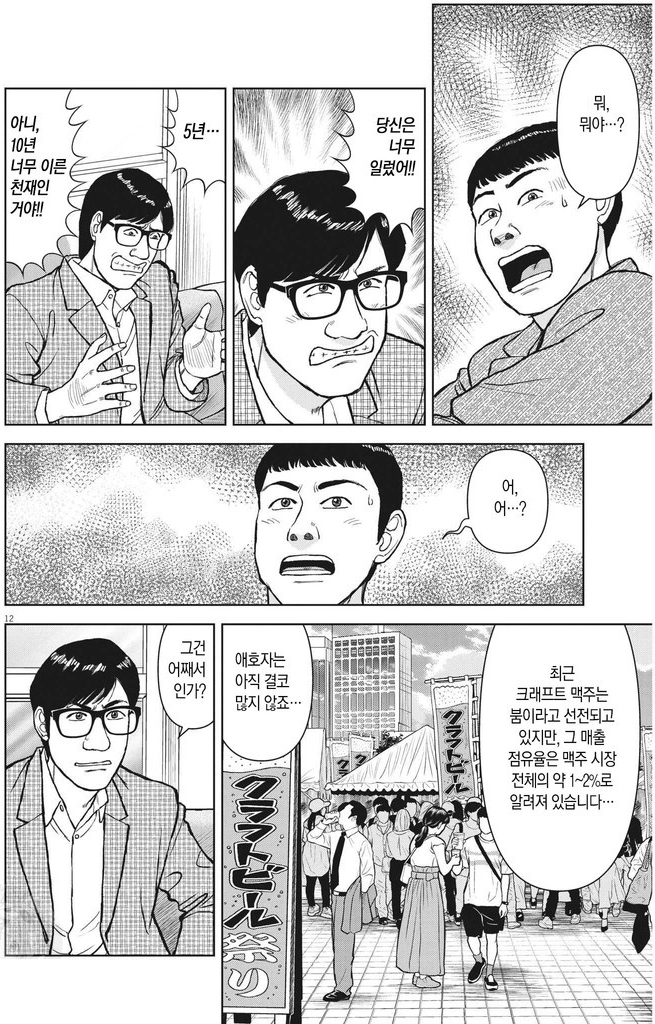 뭐,
뭐야…?
당신은
너무
일렀어!!
5년…
아니,
10년
너무 이른
천재인
거야!!
어,
어…?
12
최근
크래프트 맥주는
붐이라고 선전되고
있지만, 그 매출
점유율은 맥주 시장
전체의 약 1~2%로
알려져 있습니다…
クラフトビール
クラフト
애호자는
아직 결코
많지 않죠…
クラフトビール祭り
그건
어째서
인가?